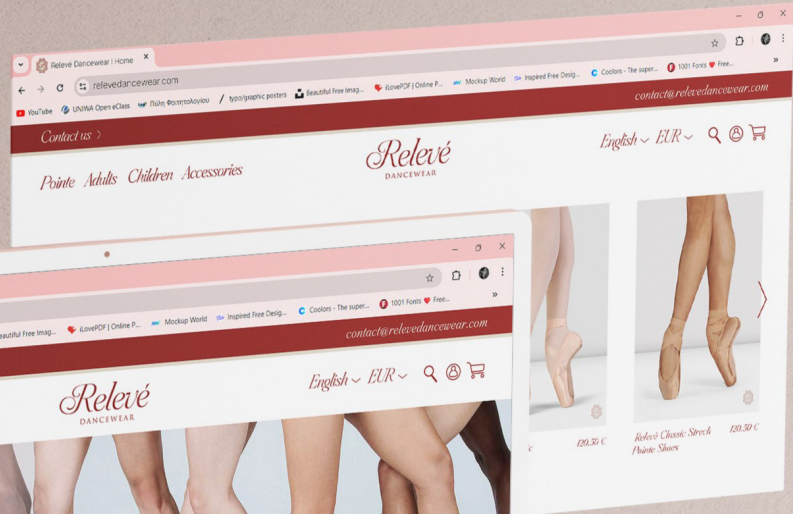 Relevé Dancewear | Home
relevedancewear.com
YouTube UNIWA Open eClass Πύλη Φοιτητολογίου typo/graphic posters Beautiful Free Imag... iLovePDF | Online P... Mockup World Inspired Free Desig... Coolors - The super... 1001 Fonts ❤ Free... »
Contact us > contact@relevedancewear.com
Pointe Adults Children Accessories
Relevé
DANCEWEAR
English EUR
eautiful Free Imag... iLovePDF | Online P... Mockup World Inspired Free Desig... Coolors - The super... 1001 Fonts ❤ Free... »
contact@relevedancewear.com
Relevé
DANCEWEAR
English EUR
120,50 €
Relevé Classic Strech 120,50 €
Pointe Shoes